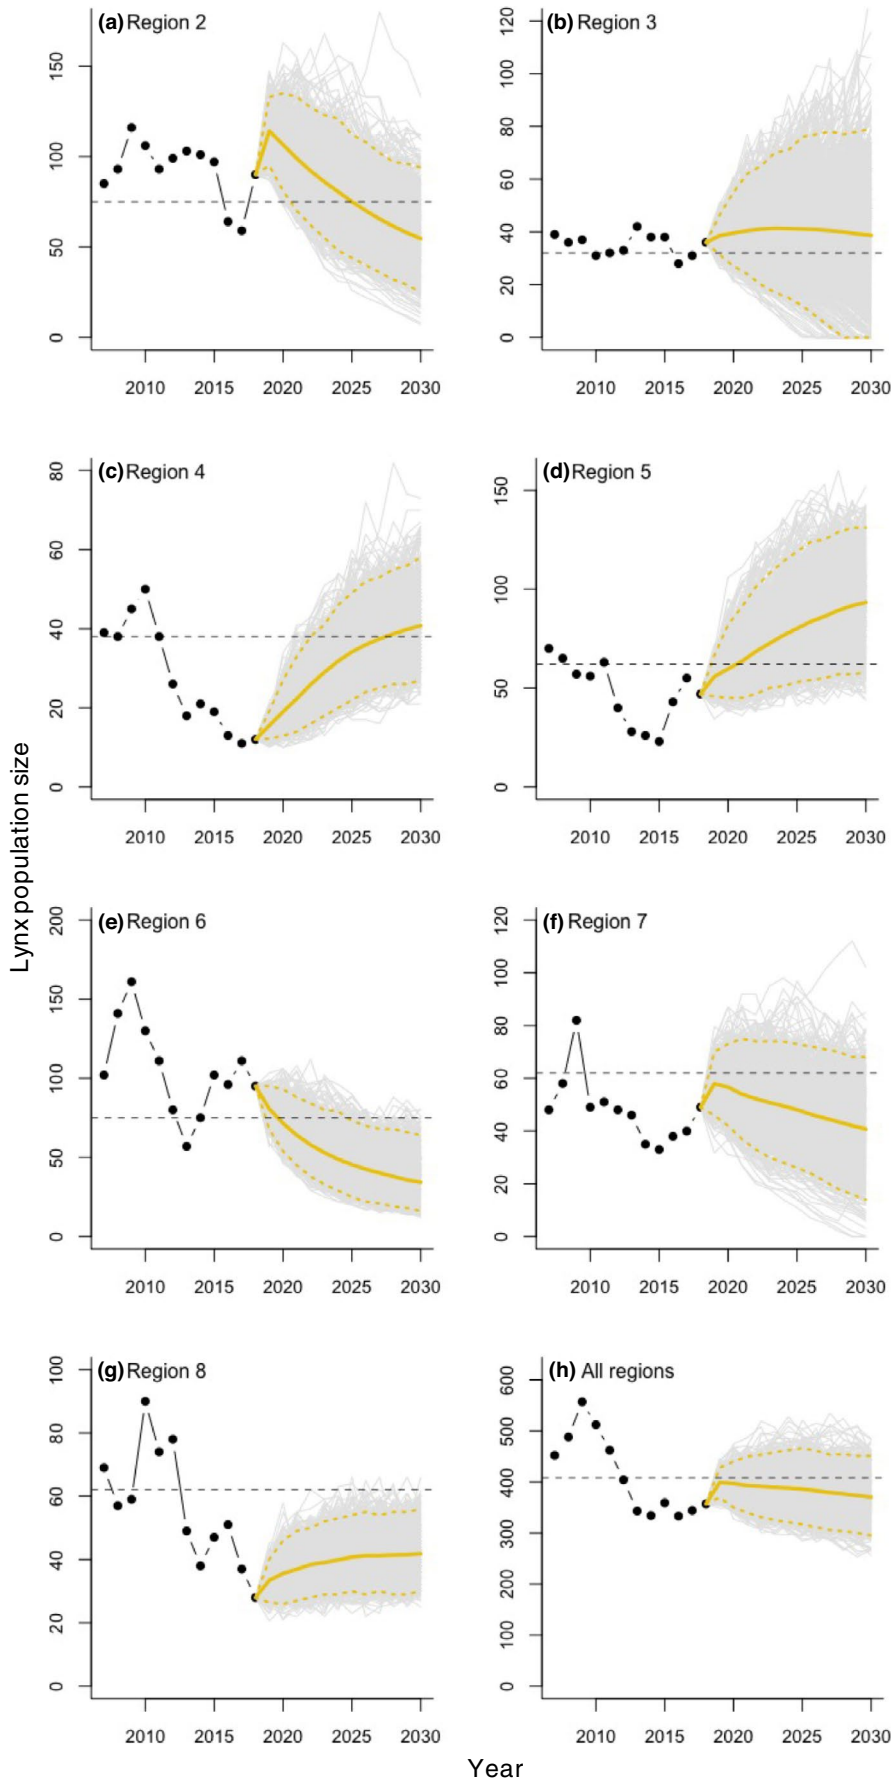 (a) Region 2
150
100
50
0
2010 2015 2020 2025 2030
(b) Region 3
120
100
80
60
40
20
0
2010 2015 2020 2025 2030
(c) Region 4
80
60
40
20
0
2010 2015 2020 2025 2030
(d) Region 5
150
100
50
0
2010 2015 2020 2025 2030
Lynx population size
(e) Region 6
200
150
100
50
0
2010 2015 2020 2025 2030
(f) Region 7
120
100
80
60
40
20
0
2010 2015 2020 2025 2030
(g) Region 8
100
80
60
40
20
0
2010 2015 2020 2025 2030
(h) All regions
600
500
400
300
200
100
0
2010 2015 2020 2025 2030
Year